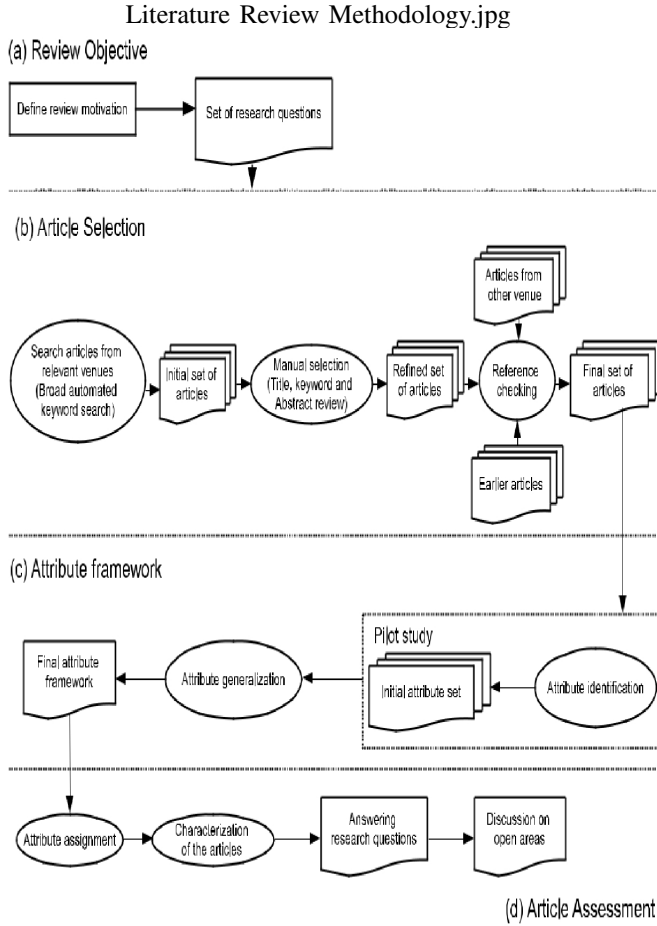 Literature Review Methodology.jpg
(a) Review Objective
Define review motivation
Set of research questions
(b) Article Selection
Search articles from
relevant venues
(Broad automated
keyword search)
Initial set of
articles
Manual selection
(Title, keyword and
Abstract review)
Refined set
of articles
Articles from
other venue
Reference
checking
Earlier articles
Final set of
articles
(c) Attribute framework
Final attribute
framework
Attribute generalization
Pilot study
Initial attribute set
Attribute identification
Attribute assignment
Characterization
of the articles
Answering
research questions
Discussion on
open areas
(d) Article Assessment